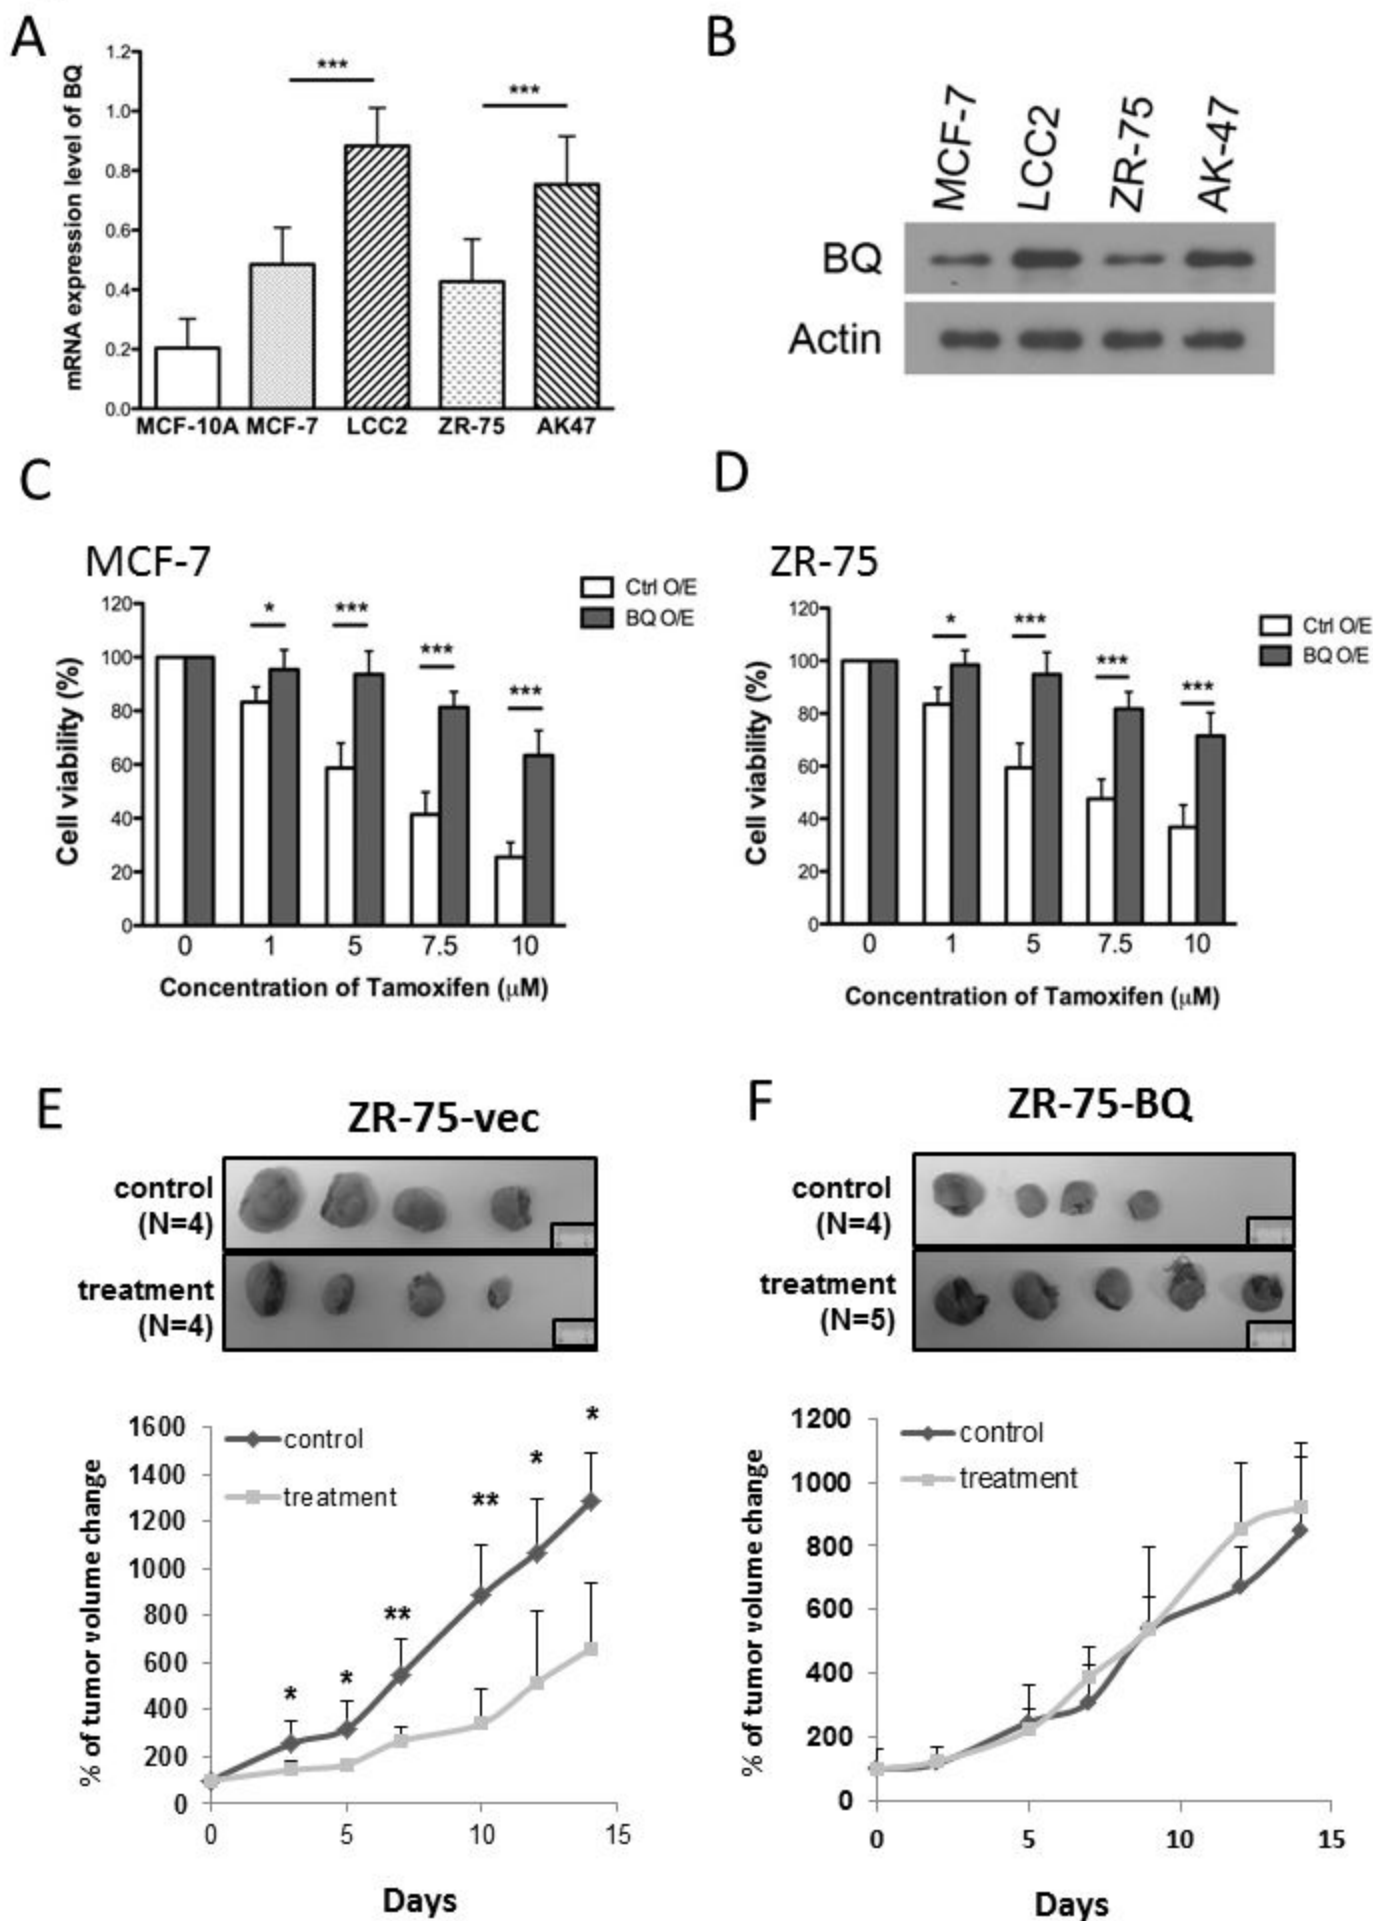 A
mRNA expression level of BQ
1.2
1.0
0.8
0.6
0.4
0.2
0.0
***
***
MCF-10A MCF-7 LCC2 ZR-75 AK47
B
MCF-7 LCC2 ZR-75 AK-47
BQ
Actin
C
MCF-7
Ctrl O/E
BQ O/E
Cell viability (%)
120
100
80
60
40
20
0
* *** *** ***
0 1 5 7.5 10
Concentration of Tamoxifen (μM)
D
ZR-75
Ctrl O/E
BQ O/E
Cell viability (%)
120
100
80
60
40
20
0
* *** *** ***
0 1 5 7.5 10
Concentration of Tamoxifen (μM)
E
ZR-75-vec
control
(N=4)
treatment
(N=4)
% of tumor volume change
1600
1400
1200
1000
800
600
400
200
0
control
treatment
* * ** ** * *
0 5 10 15
Days
F
ZR-75-BQ
control
(N=4)
treatment
(N=5)
% of tumor volume change
1200
1000
800
600
400
200
0
control
treatment
0 5 10 15
Days